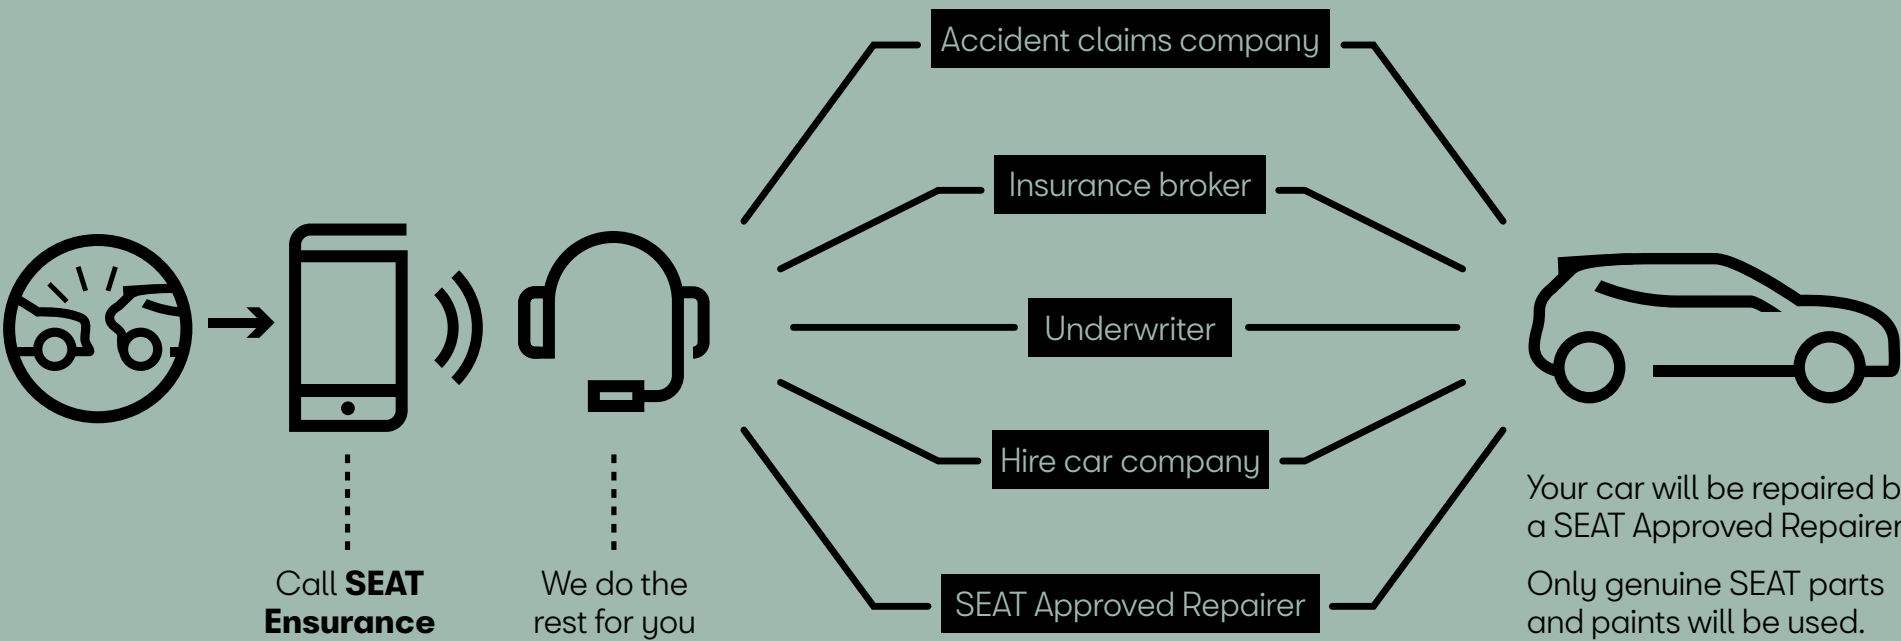 Accident claims company
Insurance broker
Underwriter
Hire car company
SEAT Approved Repairer
Call SEAT
Ensurance
We do the
rest for you
Your car will be repaired
a SEAT Approved Repairer
Only genuine SEAT parts
and paints will be used.